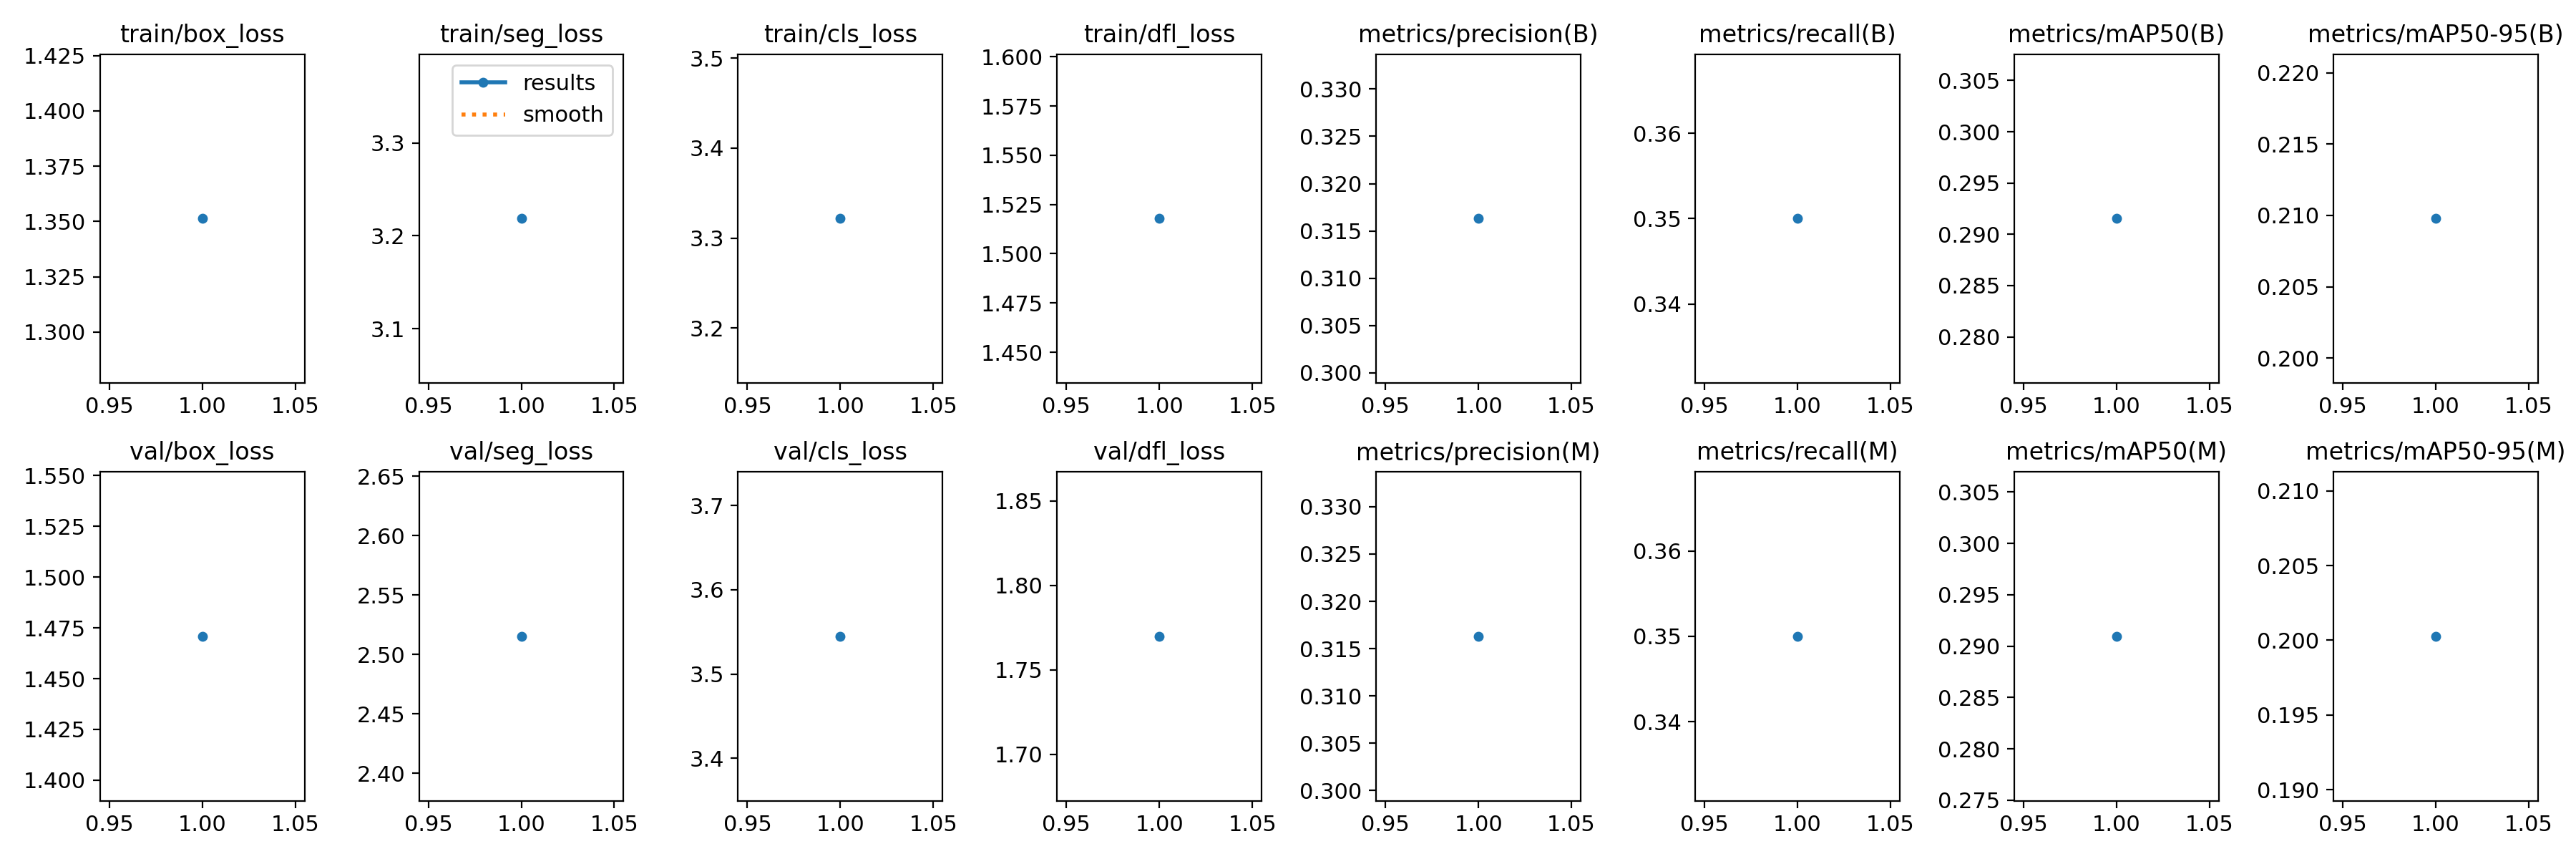 train/box_loss
1.425
1.400
1.375
1.350
1.325
1.300
0.95 1.00 1.05
train/seg_loss
results
smooth
3.3
3.2
3.1
0.95 1.00 1.05
train/cls_loss
3.5
3.4
3.3
3.2
0.95 1.00 1.05
train/dfl_loss
1.600
1.575
1.550
1.525
1.500
1.475
1.450
0.95 1.00 1.05
metrics/precision(B)
0.330
0.325
0.320
0.315
0.310
0.305
0.300
0.95 1.00 1.05
metrics/recall(B)
0.36
0.35
0.34
0.95 1.00 1.05
metrics/mAP50(B)
0.305
0.300
0.295
0.290
0.285
0.280
0.95 1.00 1.05
metrics/mAP50-95(B)
0.220
0.215
0.210
0.205
0.200
0.95 1.00 1.05
val/box_loss
1.550
1.525
1.500
1.475
1.450
1.425
1.400
0.95 1.00 1.05
val/seg_loss
2.65
2.60
2.55
2.50
2.45
2.40
0.95 1.00 1.05
val/cls_loss
3.7
3.6
3.5
3.4
0.95 1.00 1.05
val/dfl_loss
1.85
1.80
1.75
1.70
0.95 1.00 1.05
metrics/precision(M)
0.330
0.325
0.320
0.315
0.310
0.305
0.300
0.95 1.00 1.05
metrics/recall(M)
0.36
0.35
0.34
0.95 1.00 1.05
metrics/mAP50(M)
0.305
0.300
0.295
0.290
0.285
0.280
0.275
0.95 1.00 1.05
metrics/mAP50-95(M)
0.210
0.205
0.200
0.195
0.190
0.95 1.00 1.05